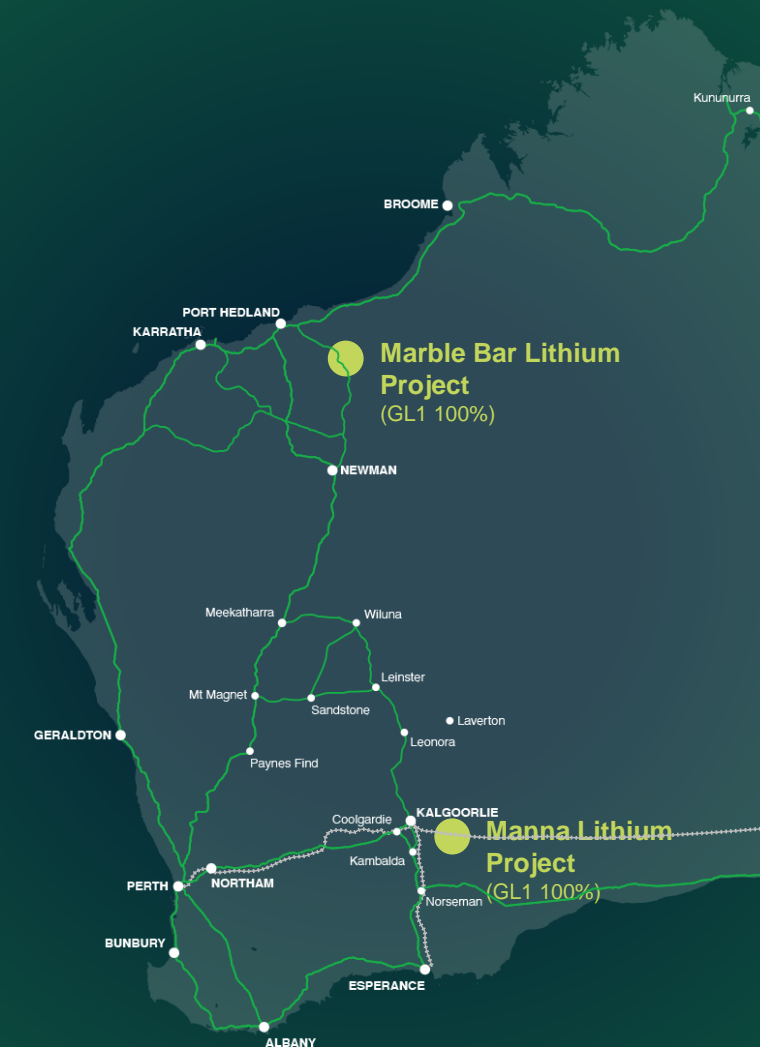 Kununurra
BROOME
PORT HEDLAND
KARRATHA
Marble Bar Lithium
Project
(GL1 100%)
NEWMAN
Meekatharra
Wiluna
Leinster
Mt Magnet
Sandstone
Laverton
GERALDTON
Leonora
Paynes Find
KALGOORLIE
Coolgardie
Manna Lithium
Project
(GL1 100%)
Kambalda
PERTH
NORTHAM
Norseman
BUNBURY
ESPERANCE
ALBANY